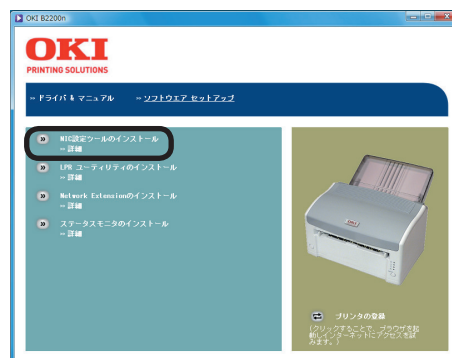 OKI B2200n
OKI
PRINTING SOLUTIONS
» ドライバ & マニュアル » ソフトウエア セットアップ
» NIC設定ツールのインストール
» 詳細
» LPR ユーティリティのインストール
» 詳細
» Network Extensionのインストール
» 詳細
» ステータスモニタのインストール
» 詳細
OKI
プリンタの登録
(クリックすることで、ブラウザを起
動しインターネットにアクセスを試
みます。)